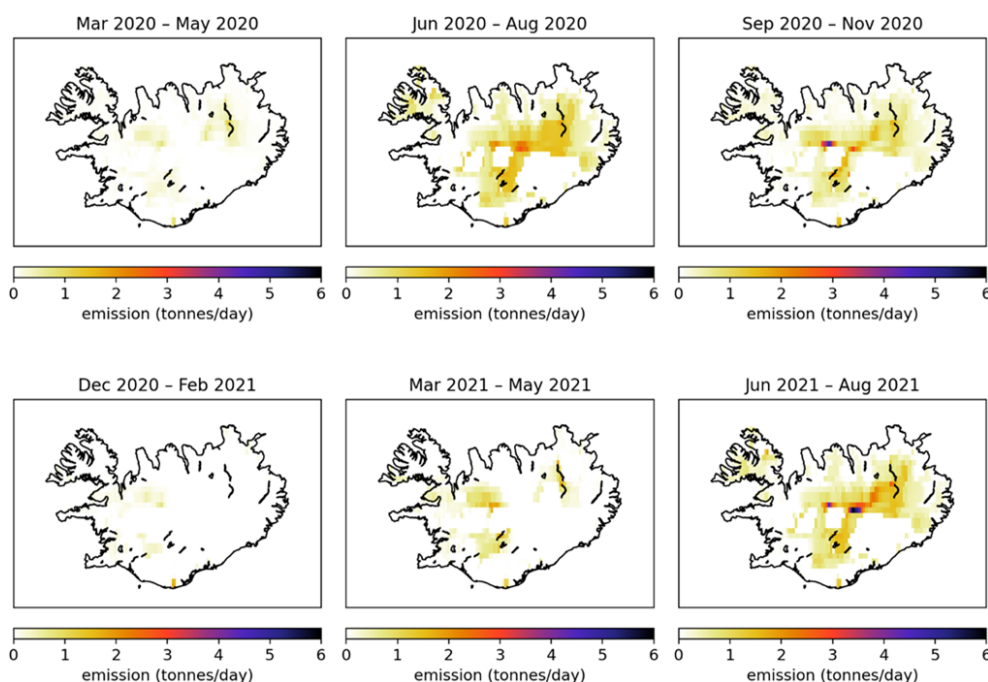 Mar 2020 – May 2020
Jun 2020 – Aug 2020
Sep 2020 – Nov 2020
0 1 2 3 4 5 6
0 1 2 3 4 5 6
0 1 2 3 4 5 6
emission (tonnes/day)
emission (tonnes/day)
emission (tonnes/day)
Dec 2020 – Feb 2021
Mar 2021 – May 2021
Jun 2021 – Aug 2021
0 1 2 3 4 5 6
0 1 2 3 4 5 6
0 1 2 3 4 5 6
emission (tonnes/day)
emission (tonnes/day)
emission (tonnes/day)